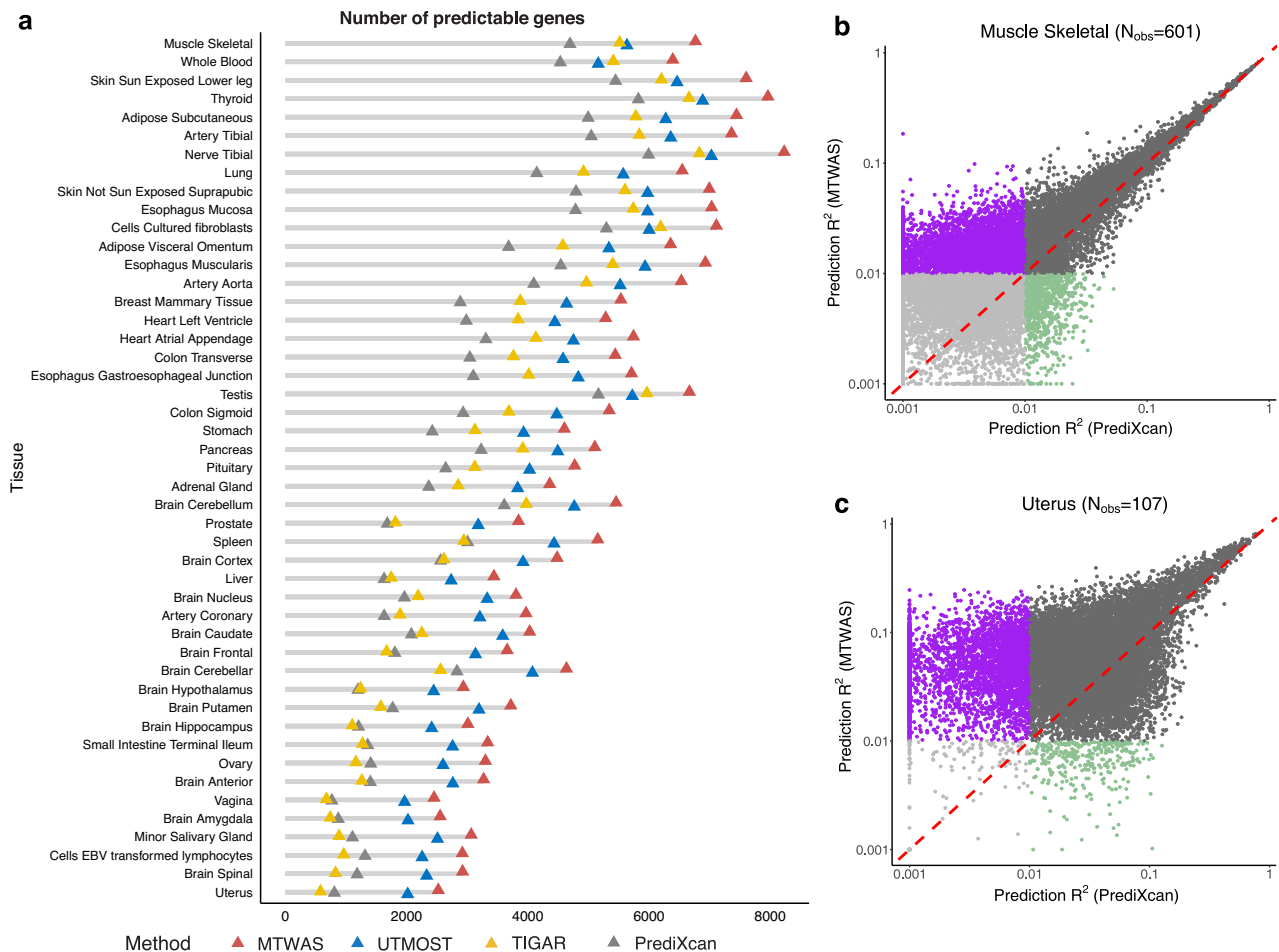 a
Number of predictable genes
Tissue
Muscle Skeletal
Whole Blood
Skin Sun Exposed Lower leg
Thyroid
Adipose Subcutaneous
Artery Tibial
Nerve Tibial
Lung
Skin Not Sun Exposed Suprapubic
Esophagus Mucosa
Cells Cultured fibroblasts
Adipose Visceral Omentum
Esophagus Muscularis
Artery Aorta
Breast Mammary Tissue
Heart Left Ventricle
Heart Atrial Appendage
Colon Transverse
Esophagus Gastroesophageal Junction
Testis
Colon Sigmoid
Stomach
Pancreas
Pituitary
Adrenal Gland
Brain Cerebellum
Prostate
Spleen
Brain Cortex
Liver
Brain Nucleus
Artery Coronary
Brain Caudate
Brain Frontal
Brain Cerebellar
Brain Hypothalamus
Brain Putamen
Brain Hippocampus
Small Intestine Terminal Ileum
Ovary
Brain Anterior
Vagina
Brain Amygdala
Minor Salivary Gland
Cells EBV transformed lymphocytes
Brain Spinal
Uterus
0 2000 4000 6000 8000
Method MTWAS UTMOST TIGAR PrediXcan
b
Muscle Skeletal (N_obs=601)
Prediction R² (MTWAS)
1
0.1
0.01
0.001
0.001 0.01 0.1 1
Prediction R² (PrediXcan)
c
Uterus (N_obs=107)
Prediction R² (MTWAS)
1
0.1
0.01
0.001
0.001 0.01 0.1 1
Prediction R² (PrediXcan)